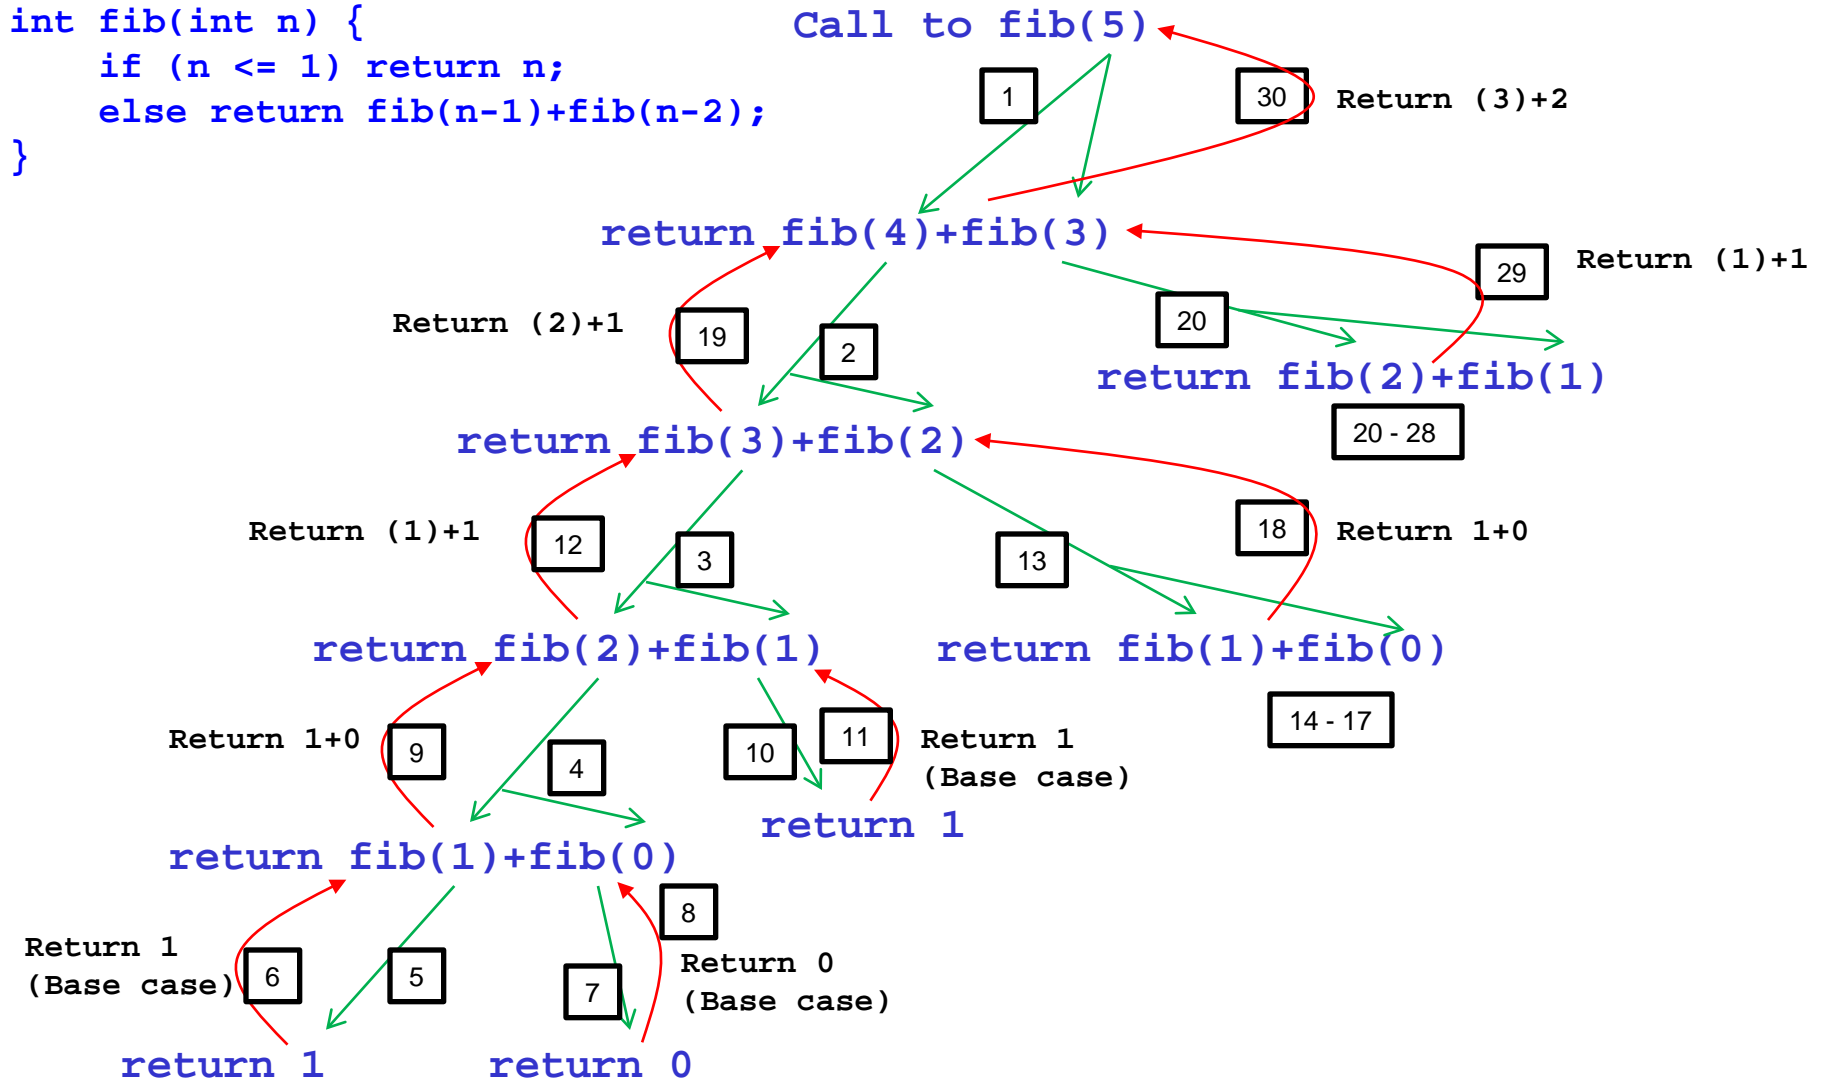 int fib(int n) {
if (n <= 1) return n;
else return fib(n-1)+fib(n-2);
}
Call to fib(5)
1
30
Return (3)+2
return fib(4)+fib(3)
29
Return (1)+1
Return (2)+1
19
2
20
return fib(2)+fib(1)
20 - 28
return fib(3)+fib(2)
Return (1)+1
12
3
13
18
Return 1+0
return fib(2)+fib(1)
return fib(1)+fib(0)
14 - 17
Return 1+0
9
4
10
11
Return 1
(Base case)
return 1
return fib(1)+fib(0)
8
Return 1
(Base case)
6
5
7
Return 0
(Base case)
return 1
return 0